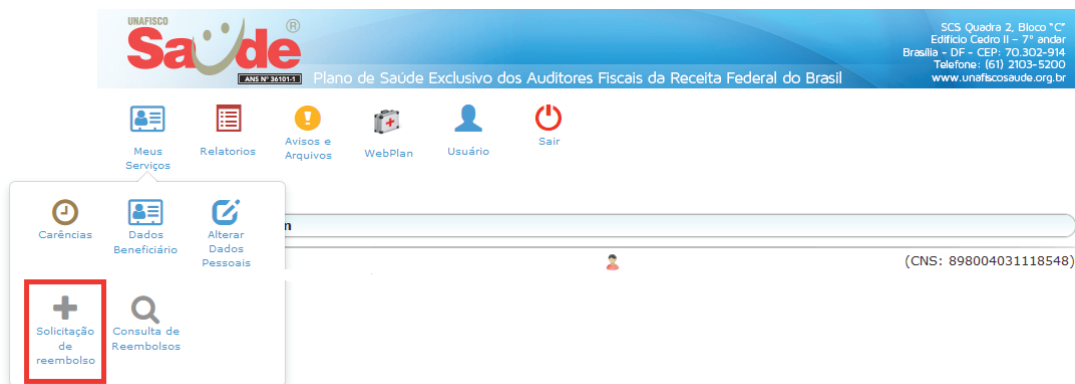 UNAFISCO
Saúde ®
ANS Nº 36101-1
Plano de Saúde Exclusivo dos Auditores Fiscais da Receita Federal do Brasil
SCS Quadra 2, Bloco "C"
Edifício Cedro II – 7° andar
Brasília - DF - CEP: 70.302-914
Telefone: (61) 2103-5200
www.unafiscosaude.org.br
Meus
Serviços
Relatorios
Avisos e
Arquivos
WebPlan
Usuário
Sair
Carências
Dados
Beneficiário
Alterar
Dados
Pessoais
(CNS: 898004031118548)
Solicitação
de
reembolso
Consulta de
Reembolsos